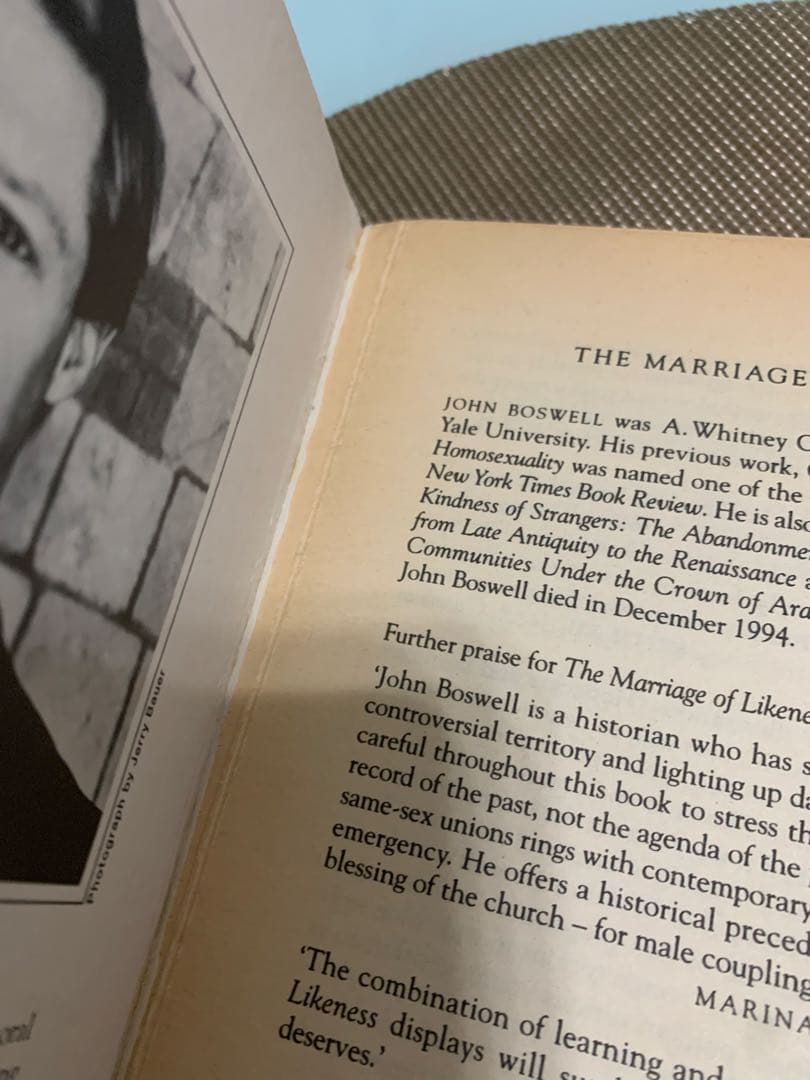 Photograph by Jerry Bauer
THE MARRIAGE
JOHN BOSWELL was A. Whitney
Yale University. His previous work,
Homosexuality was named one of the
New York Times Book Review. He is also
Kindness of Strangers: The Abandonme
from Late Antiquity to the Renaissance a
Communities Under the Crown of Ara
John Boswell died in December 1994.
Further praise for The Marriage of Likene
‘John Boswell is a historian who has s
controversial territory and lighting up da
careful throughout this book to stress th
record of the past, not the agenda of the
same-sex unions rings with contemporary
emergency. He offers a historical preced
blessing of the church – for male coupling
MARINA
‘The combination of learning and
Likeness displays will su
deserves.’